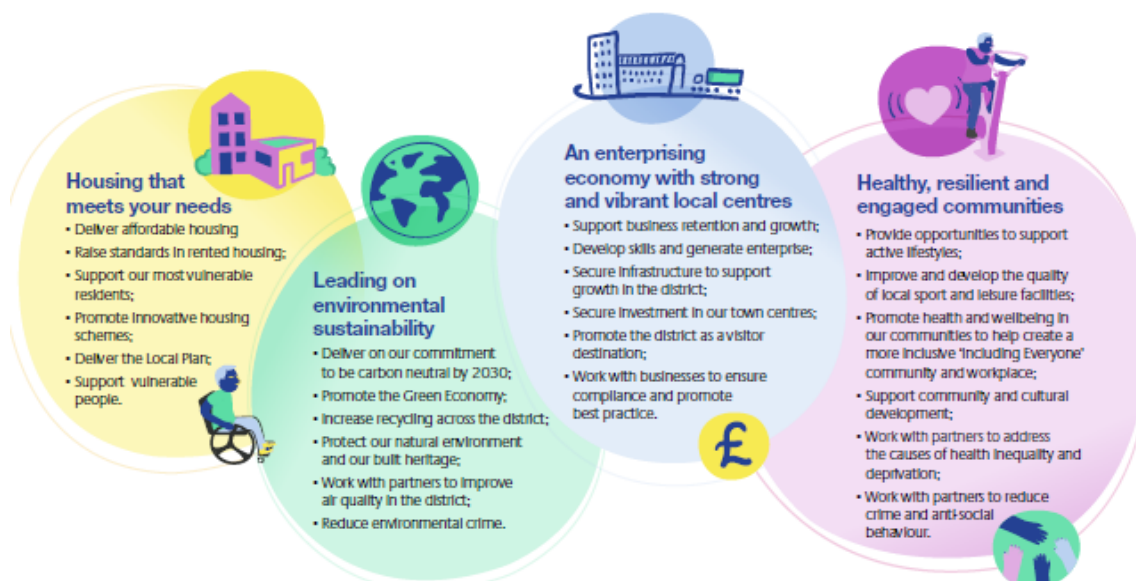 Housing that
meets your needs
• Deliver affordable housing
• Raise standards in rented housing;
• Support our most vulnerable
residents;
• Promote innovative housing
schemes;
• Deliver the Local Plan;
• Support vulnerable
people.
Leading on
environmental
sustainability
• Deliver on our commitment
to be carbon neutral by 2030;
• Promote the Green Economy;
• Increase recycling across the district;
• Protect our natural environment
and our built heritage;
• Work with partners to improve
air quality in the district;
• Reduce environmental crime.
An enterprising
economy with strong
and vibrant local centres
• Support business retention and growth;
• Develop skills and generate enterprise;
• Secure infrastructure to support
growth in the district;
• Secure investment in our town centres;
• Promote the district as a visitor
destination;
• Work with businesses to ensure
compliance and promote
best practice.
£
Healthy, resilient and
engaged communities
• Provide opportunities to support
active lifestyles;
• Improve and develop the quality
of local sport and leisure facilities;
• Promote health and wellbeing in
our communities to help create a
more inclusive 'Including Everyone'
community and workplace;
• Support community and cultural
development;
• Work with partners to address
the causes of health inequality and
deprivation;
• Work with partners to reduce
crime and anti-social
behaviour.